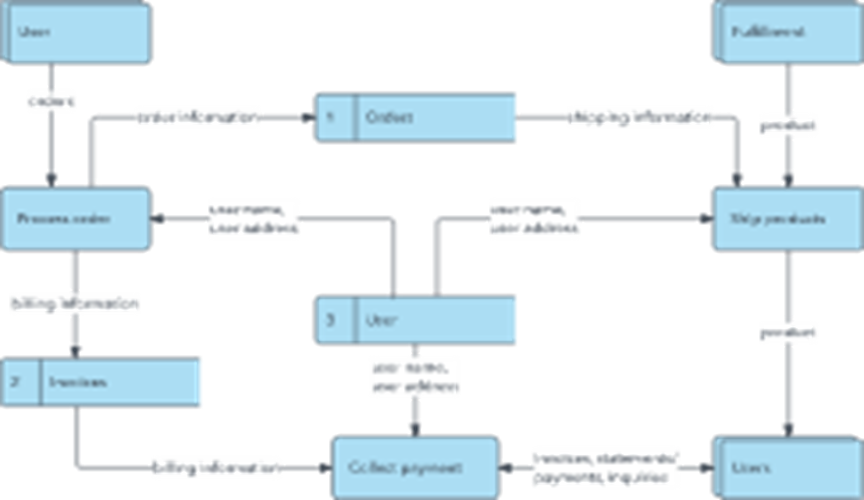 User
Fulfillment
orders
order information
1 Orders
shipping information
product
Process order
user name,
user address
user name,
user address
Ship products
billing information
3 User
product
2 Invoices
user name,
user address
billing information
Collect payment
invoices, statements/
payments, inquiries
Users